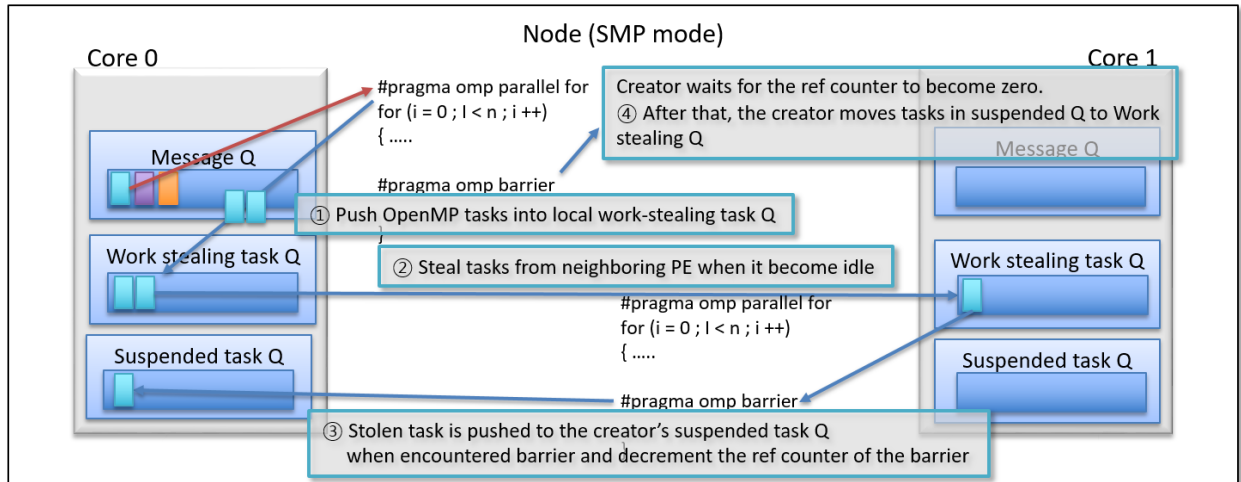 Node (SMP mode)
Core 0
Core 1
#pragma omp parallel for
for (i = 0 ; I < n ; i ++)
{ .....
#pragma omp barrier
}
Creator waits for the ref counter to become zero.
④ After that, the creator moves tasks in suspended Q to Work
stealing Q
Message Q
Message Q
① Push OpenMP tasks into local work-stealing task Q
Work stealing task Q
② Steal tasks from neighboring PE when it become idle
Work stealing task Q
#pragma omp parallel for
for (i = 0 ; I < n ; i ++)
{ .....
Suspended task Q
Suspended task Q
#pragma omp barrier
}
③ Stolen task is pushed to the creator’s suspended task Q
when encountered barrier and decrement the ref counter of the barrier